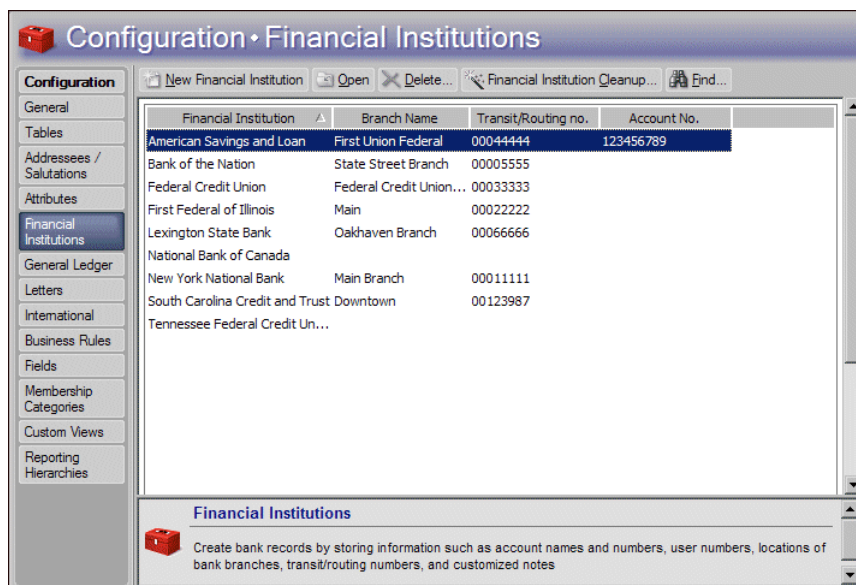 Configuration • Financial Institutions
Configuration
General
Tables
Addressees /
Salutations
Attributes
Financial
Institutions
General Ledger
Letters
International
Business Rules
Fields
Membership
Categories
Custom Views
Reporting
Hierarchies
New Financial Institution Open Delete... Financial Institution Cleanup... Find...
Financial Institution Branch Name Transit/Routing no. Account No.
American Savings and Loan First Union Federal 00044444 123456789
Bank of the Nation State Street Branch 00005555
Federal Credit Union Federal Credit Union... 00033333
First Federal of Illinois Main 00022222
Lexington State Bank Oakhaven Branch 00066666
National Bank of Canada
New York National Bank Main Branch 00011111
South Carolina Credit and Trust Downtown 00123987
Tennessee Federal Credit Un...
Financial Institutions
Create bank records by storing information such as account names and numbers, user numbers, locations of
bank branches, transit/routing numbers, and customized notes